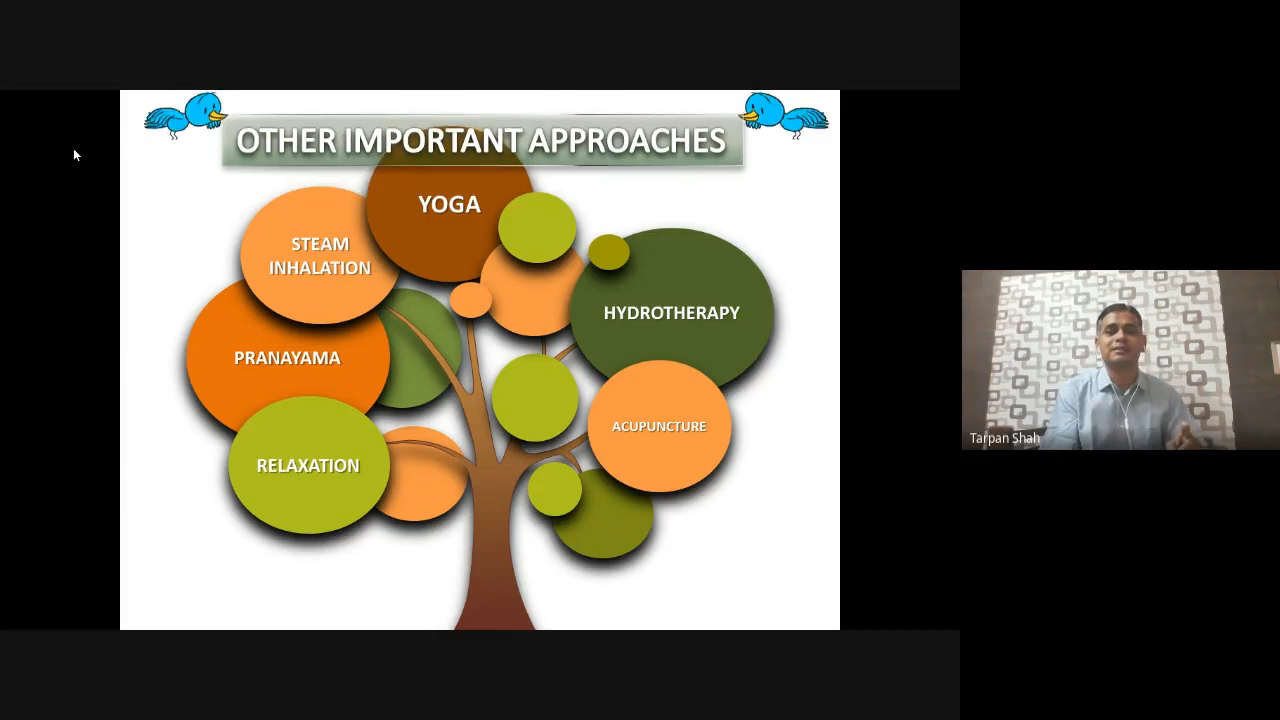 OTHER IMPORTANT APPROACHES
YOGA
STEAM
INHALATION
HYDROTHERAPY
PRANAYAMA
ACUPUNCTURE
RELAXATION
Tarpan Shah